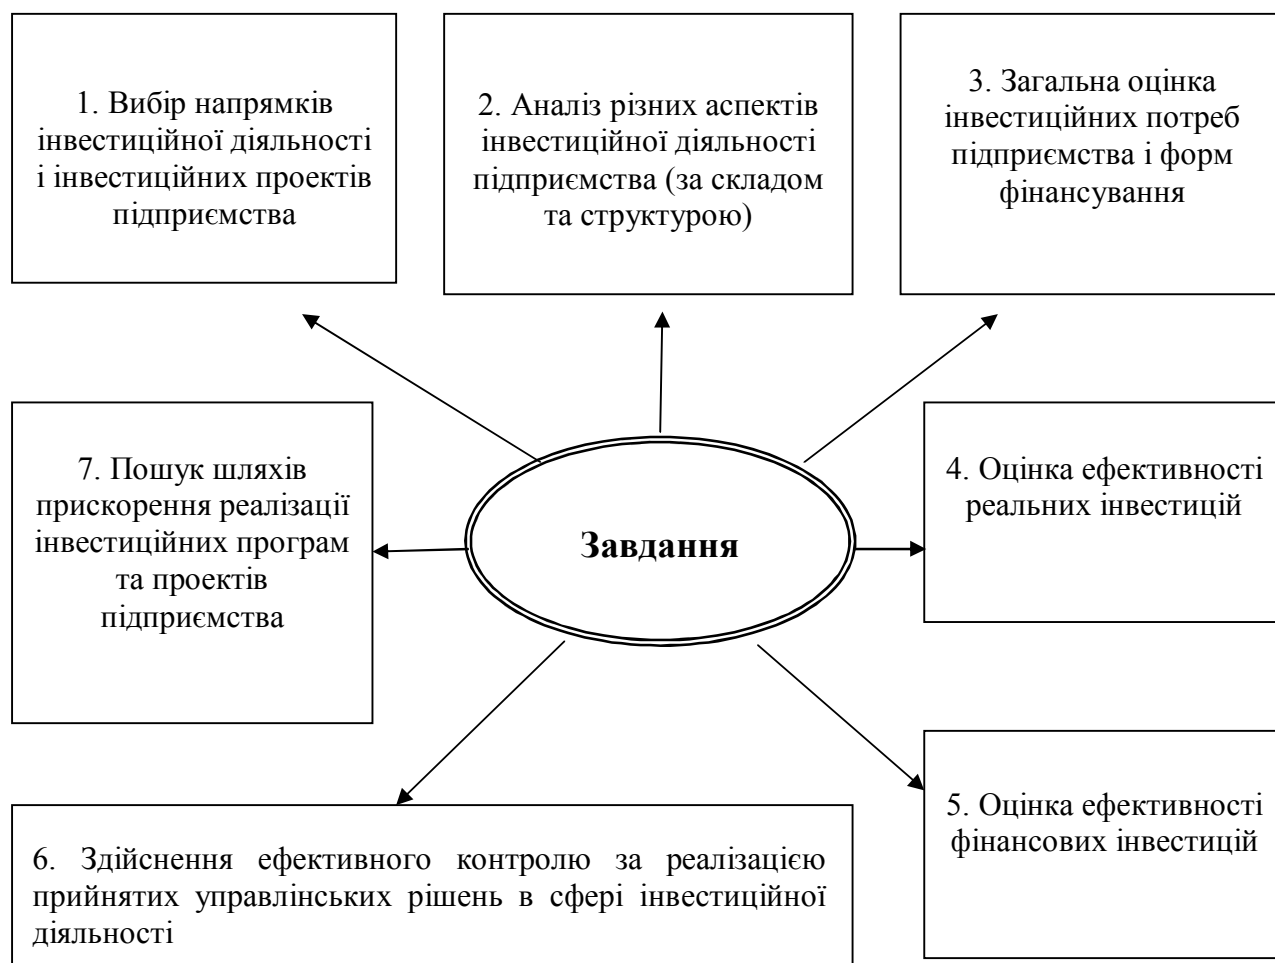 1. Вибір напрямків
інвестиційної діяльності
і інвестиційних проектів
підприємства
2. Аналіз різних аспектів
інвестиційної діяльності
підприємства (за складом
та структурою)
3. Загальна оцінка
інвестиційних потреб
підприємства і форм
фінансування
7. Пошук шляхів
прискорення реалізації
інвестиційних програм
та проектів
підприємства
Завдання
4. Оцінка ефективності
реальних інвестицій
5. Оцінка ефективності
фінансових інвестицій
6. Здійснення ефективного контролю за реалізацією
прийнятих управлінських рішень в сфері інвестиційної
діяльності